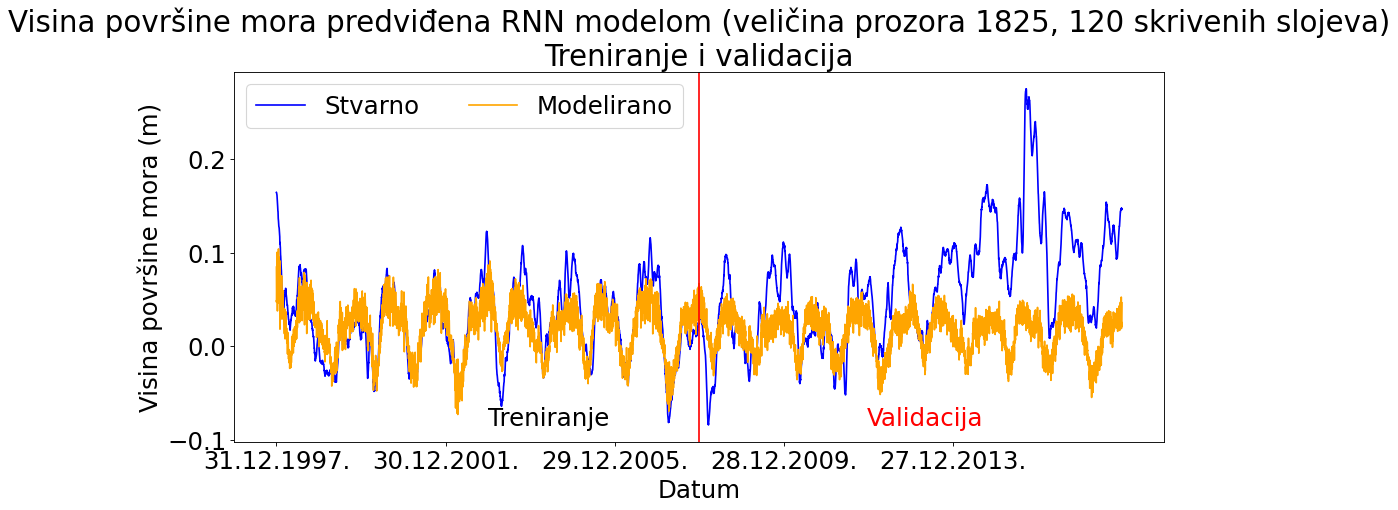 Visina površine mora predviđena RNN modelom (veličina prozora 1825, 120 skrivenih slojeva)
Treniranje i validacija
Stvarno
Modelirano
Visina površine mora (m)
0.2
0.1
0.0
−0.1
Treniranje
Validacija
31.12.1997.
30.12.2001.
29.12.2005.
28.12.2009.
27.12.2013.
Datum